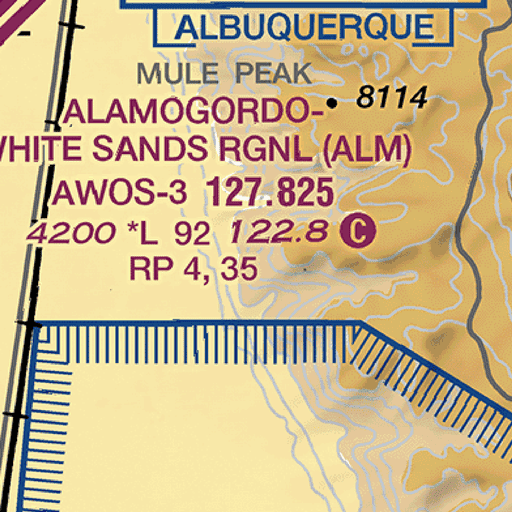 ALBUQUERQUE
MULE PEAK
8114
ALAMOGORDO-
WHITE SANDS RGNL (ALM)
AWOS-3 127.825
4200 *L 92 122.8 C
RP 4, 35